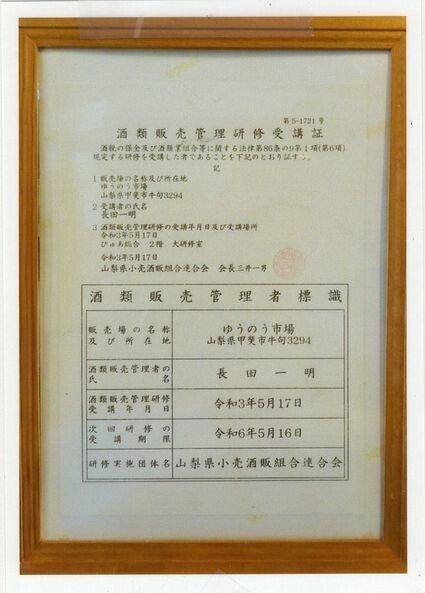 第5-1721号
酒類販売管理研修受講証
酒税の保全及び酒類業組合等に関する法律第86条の9第1項(第6項)
規定する研修を受講した者であることを下記のとおり証する。
記
1 販売場の名称及び所在地
ゆうのう市場
山梨県甲斐市牛句3294
2 受講者の氏名
長田一明
3 酒類販売管理研修の受講年月日及び受講場所
令和3年5月17日
ぴゅあ総合 2階 大研修室
令和3年5月17日
山梨県小売酒販組合連合会 会長三井一男
酒類販売管理者標識
販売場の名称
及び所在地
ゆうのう市場
山梨県甲斐市牛句3294
酒類販売管理者の
氏名
長田一明
酒類販売管理研修
受講年月日
令和3年5月17日
次回研修の
受講期限
令和6年5月16日
研修実施団体名
山梨県小売酒販組合連合会